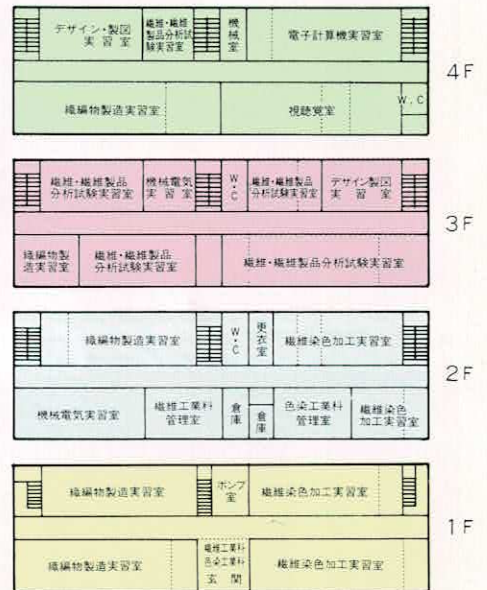 デザイン・製図
実習室
繊維・繊維
製品分析試
験実習室
機械室
電子計算機実習室
4F
織編物製造実習室
視聴覚室
W.C
繊維・繊維製品
分析試験実習室
機械電気
実習室
W・C
繊維・繊維製品
分析試験実習室
デザイン製図
実習室
3F
織編物製
造実習室
繊維・繊維製品
分析試験実習室
繊維・繊維製品分析試験実習室
織編物製造実習室
W・C
更衣室
繊維染色加工実習室
2F
機械電気実習室
繊維工業科
管理室
倉庫
倉庫
色染工業科
管理室
繊維染色
加工実習室
織編物製造実習室
ポンプ
室
繊維染色加工実習室
1F
織編物製造実習室
繊維工業科
色染工業科
玄関
繊維染色加工実習室